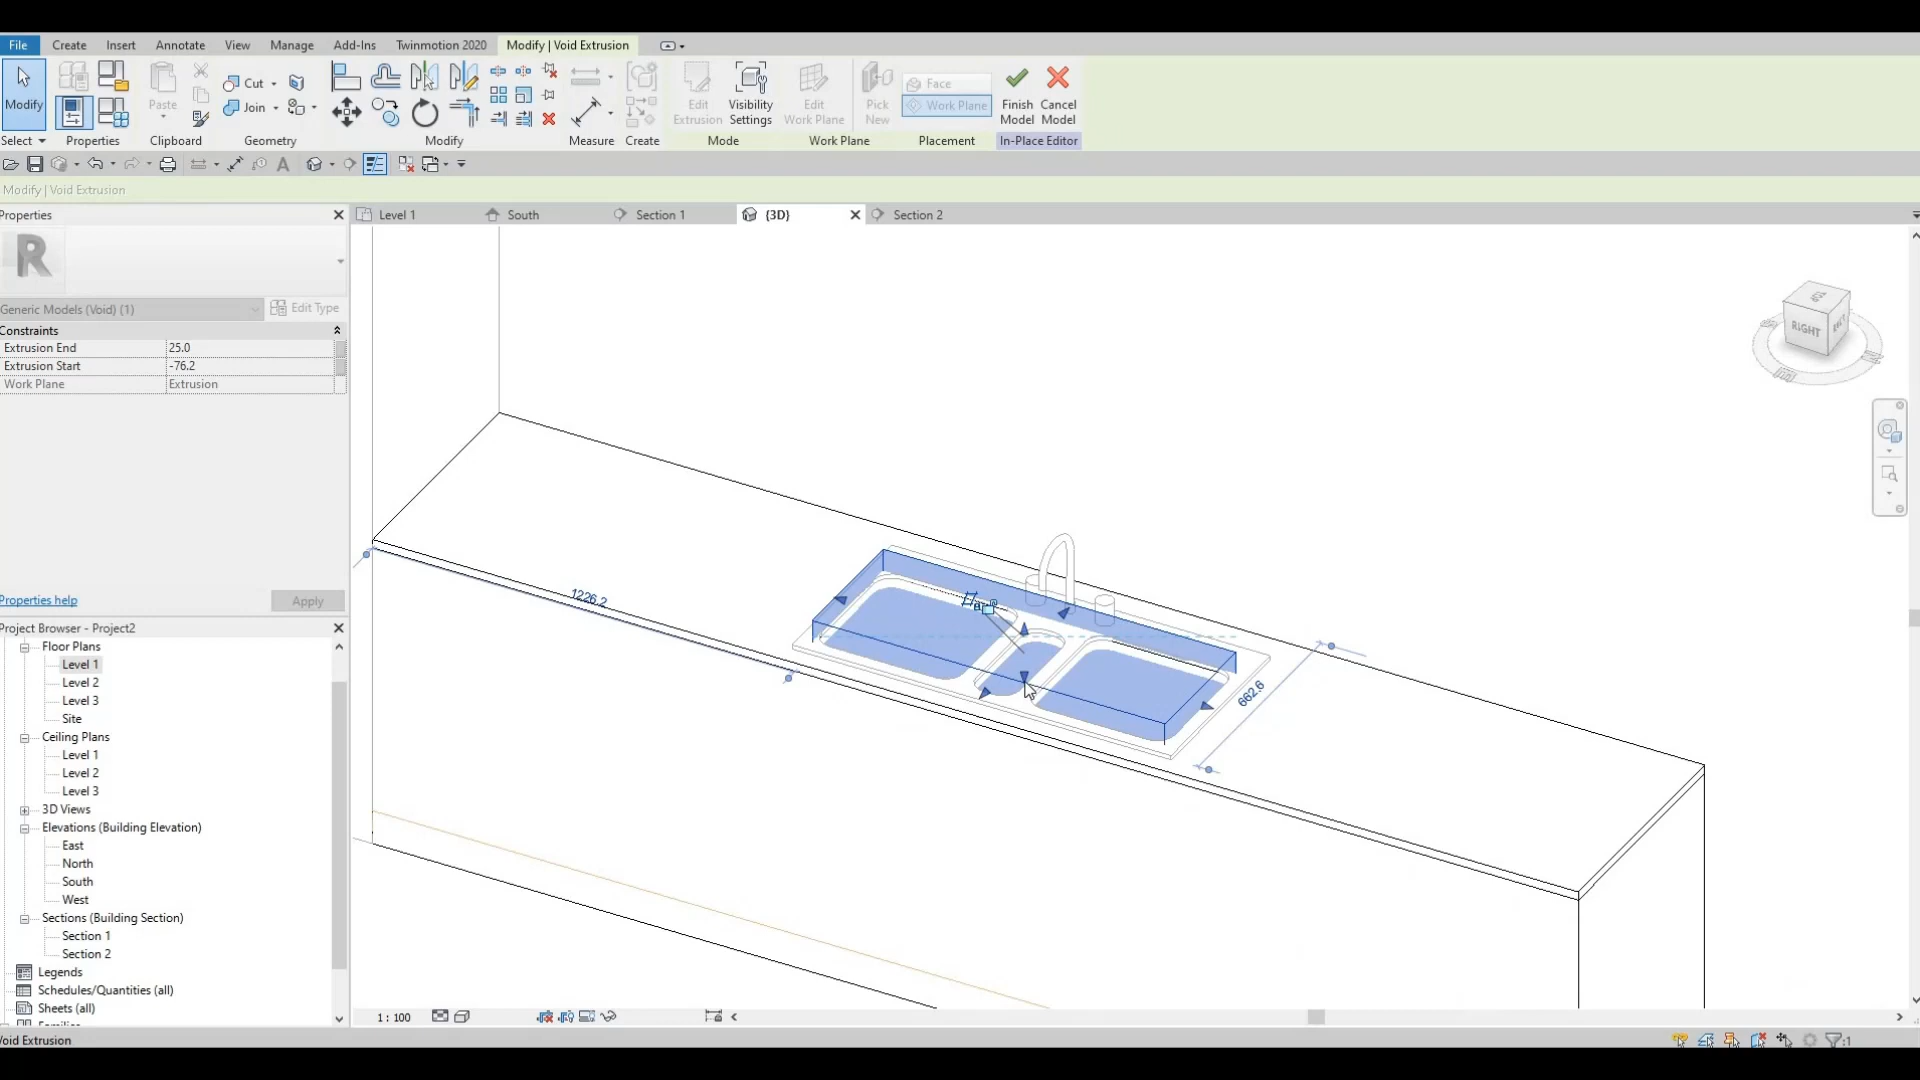 File Create Insert Annotate View Manage Add-Ins Twinmotion 2020 Modify | Void Extrusion
Modify
Paste
Cut
Join
Edit Extrusion
Visibility Settings
Edit Work Plane
Pick New
Face
Work Plane
Finish Model
Cancel Model
Select Properties Clipboard Geometry Modify Measure Create Mode Work Plane Placement In-Place Editor
Modify | Void Extrusion
Properties
Level 1 South Section 1 {3D} Section 2
R
Generic Models (Void) (1) Edit Type
Constraints
Extrusion End 25.0
Extrusion Start -76.2
Work Plane Extrusion
Properties help Apply
Project Browser - Project2
Floor Plans
Level 1
Level 2
Level 3
Site
Ceiling Plans
Level 1
Level 2
Level 3
3D Views
Elevations (Building Elevation)
East
North
South
West
Sections (Building Section)
Section 1
Section 2
Legends
Schedules/Quantities (all)
Sheets (all)
Families
RIGHT
1226.2
662.6
1 : 100
Void Extrusion
:1